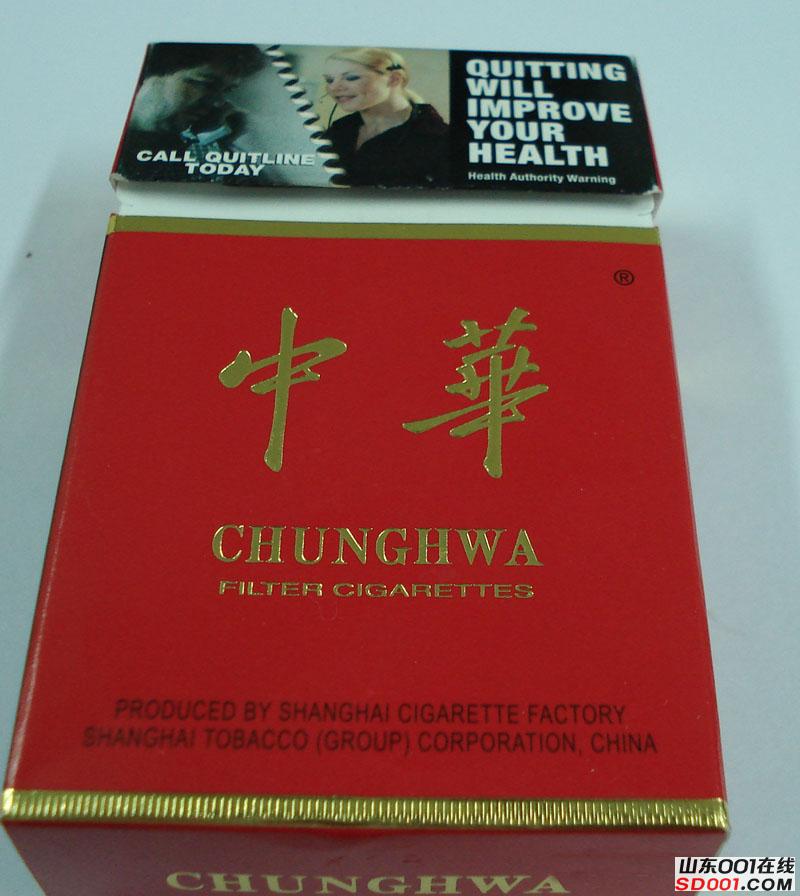 QUITTING
WILL
IMPROVE
YOUR
HEALTH
Health Authority Warning
CALL QUITLINE
TODAY
®
中華
CHUNGHWA
FILTER CIGARETTES
PRODUCED BY SHANGHAI CIGARETTE FACTORY
SHANGHAI TOBACCO (GROUP) CORPORATION, CHINA
CHUNGHWA
山东001在线
SD001.COM